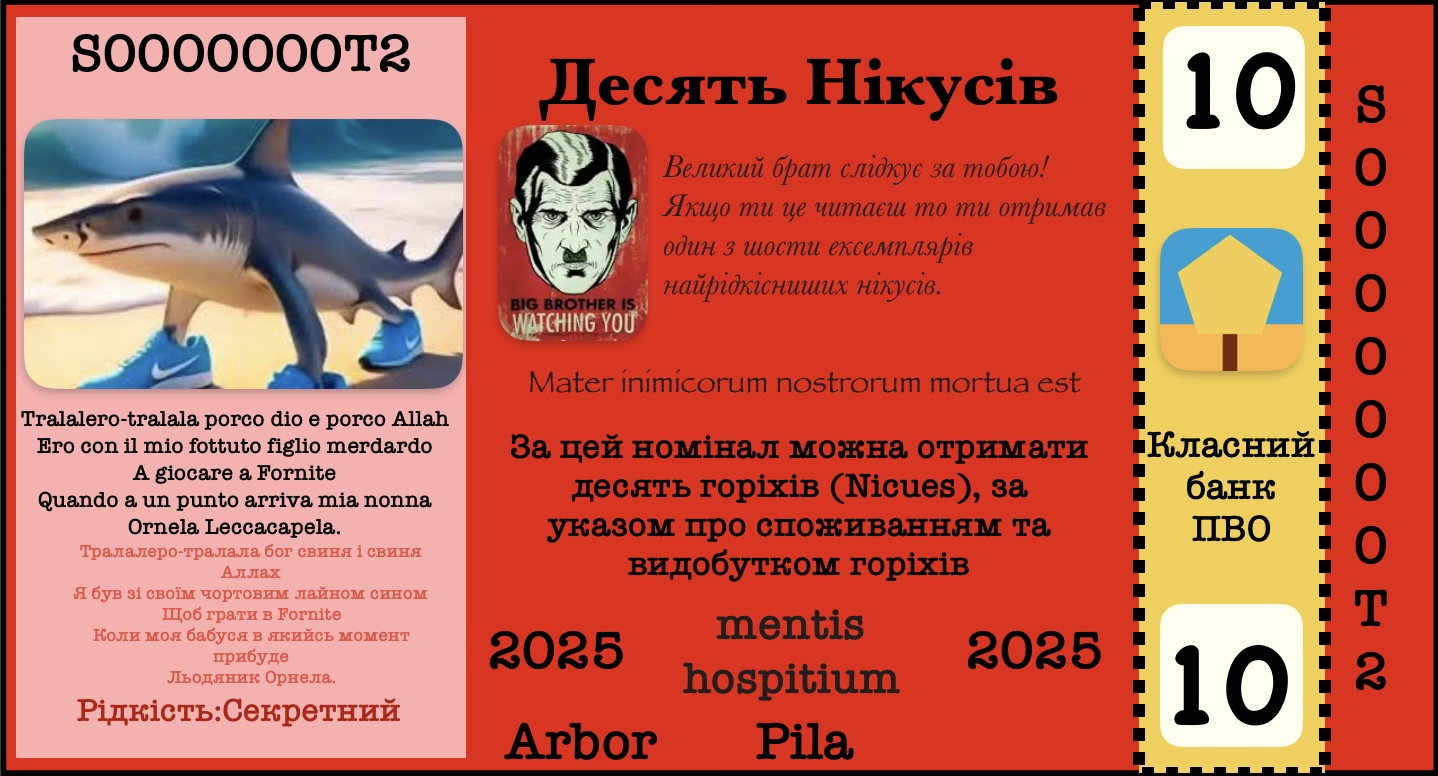 SOOOOOOOT2
Tralalero-tralala porco dio e porco Allah
Ero con il mio fottuto figlio merdardo
A giocare a Fornite
Quando a un punto arriva mia nonna
Ornela Leccacapela.
Тралалеро-тралала бог свиня і свиня
Аллах
Я був зі своїм чортовим лайном сином
Щоб грати в Fornite
Коли моя бабуся в якийсь момент
прибуде
Льодяник Орнела.
Рідкість:Секретний
Десять Нікусів
BIG BROTHER IS
WATCHING YOU
Великий брат слідкує за тобою!
Якщо ти це читаєш то ти отримав
один з шости ексемплярів
найрідкісниших нікусів.
Mater inimicorum nostrorum mortua est
За цей номінал можна отримати
десять горіхів (Nicues), за
указом про споживанням та
видобутком горіхів
2025
mentis
hospitium
2025
Arbor
Pila
10
Класний
банк
ПВО
10
S
O
O
O
O
O
O
O
T
2